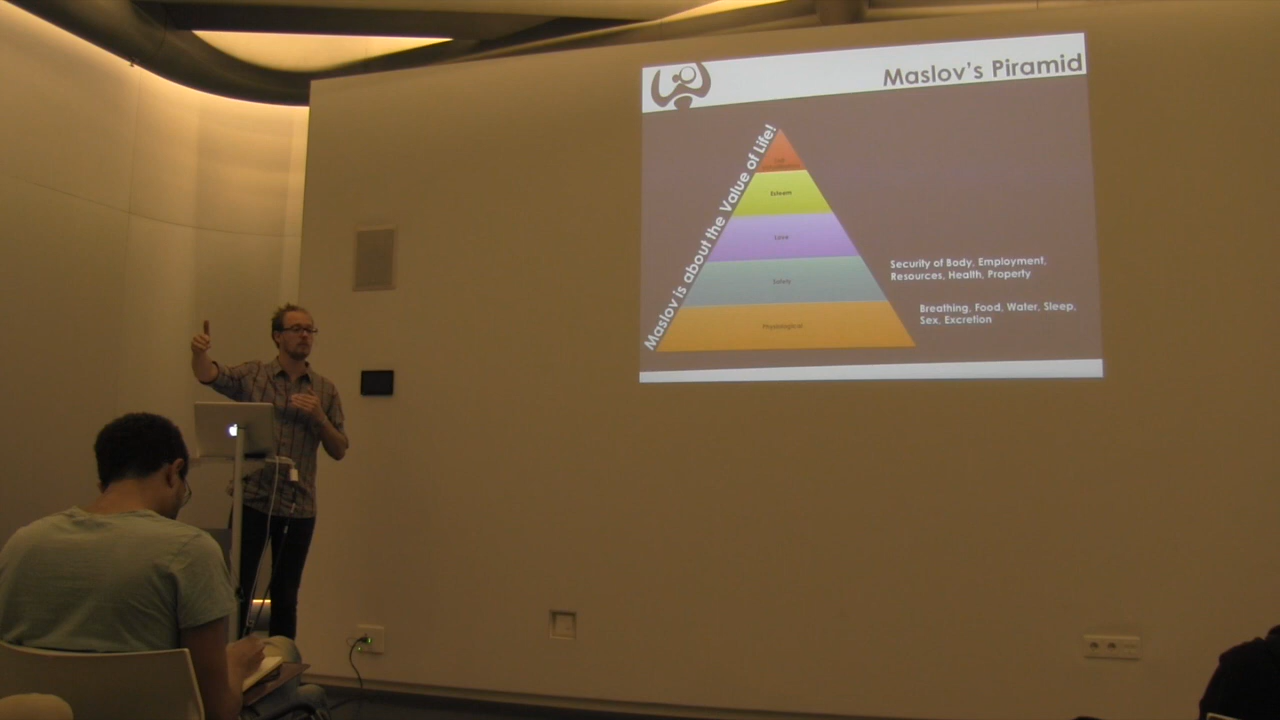 Maslov's Piramid
Maslov is about the Value of Life!
Self
Esteem
Love
Safety
Physiological
Security of Body, Employment,
Resources, Health, Property
Breathing, Food, Water, Sleep,
Sex, Excretion